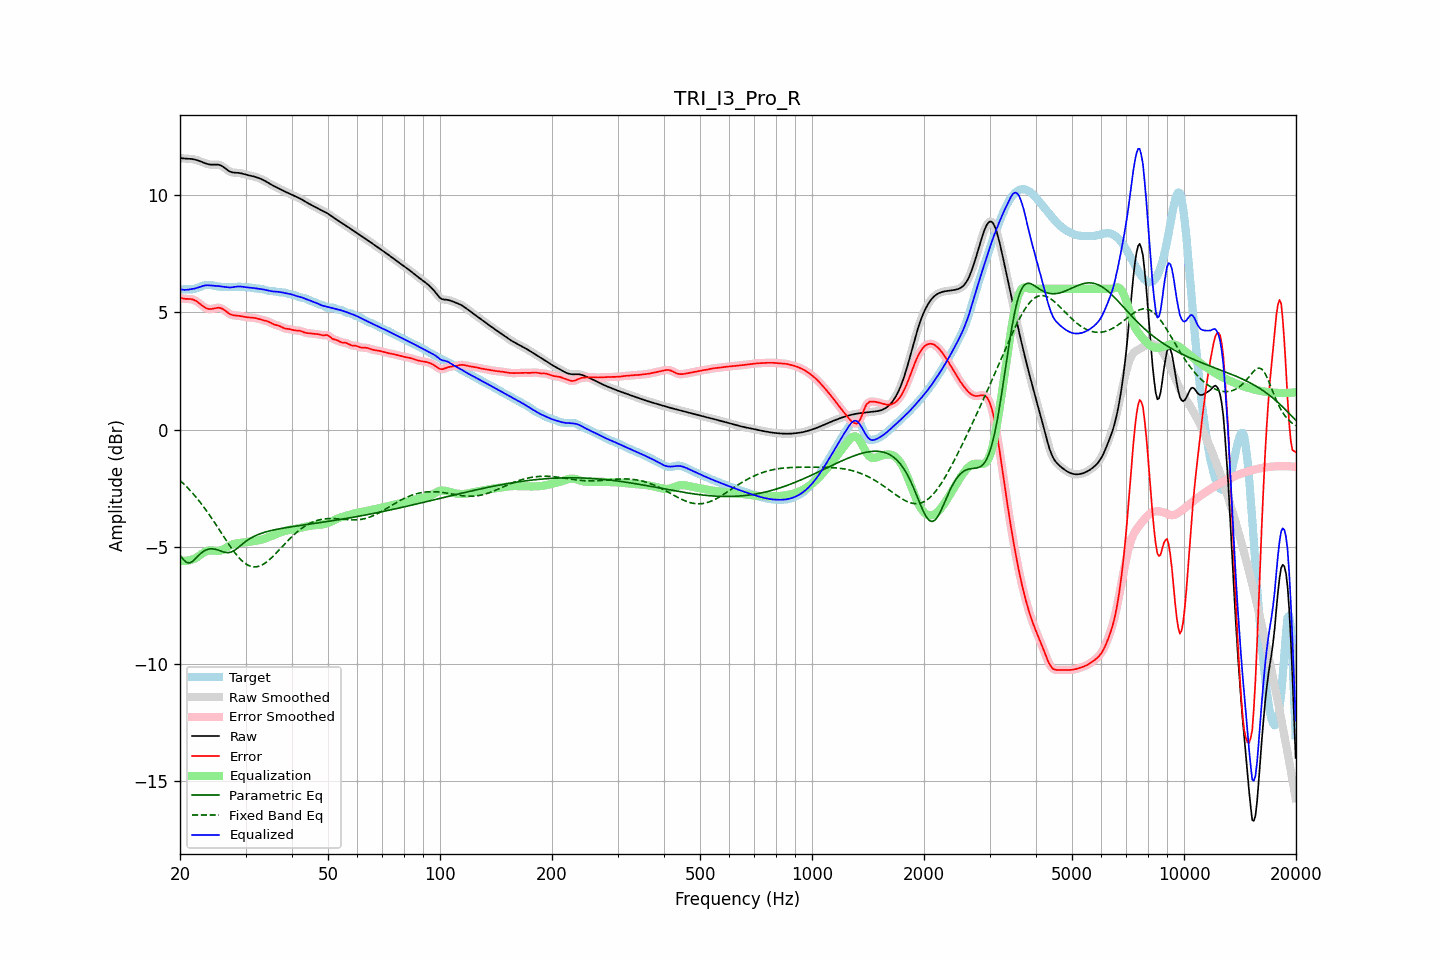 TRI_I3_Pro_R
Amplitude (dBr)
10
5
0
−5
−10
−15
Target
Raw Smoothed
Error Smoothed
Raw
Error
Equalization
Parametric Eq
Fixed Band Eq
Equalized
20 50 100 200 500 1000 2000 5000 10000 20000
Frequency (Hz)